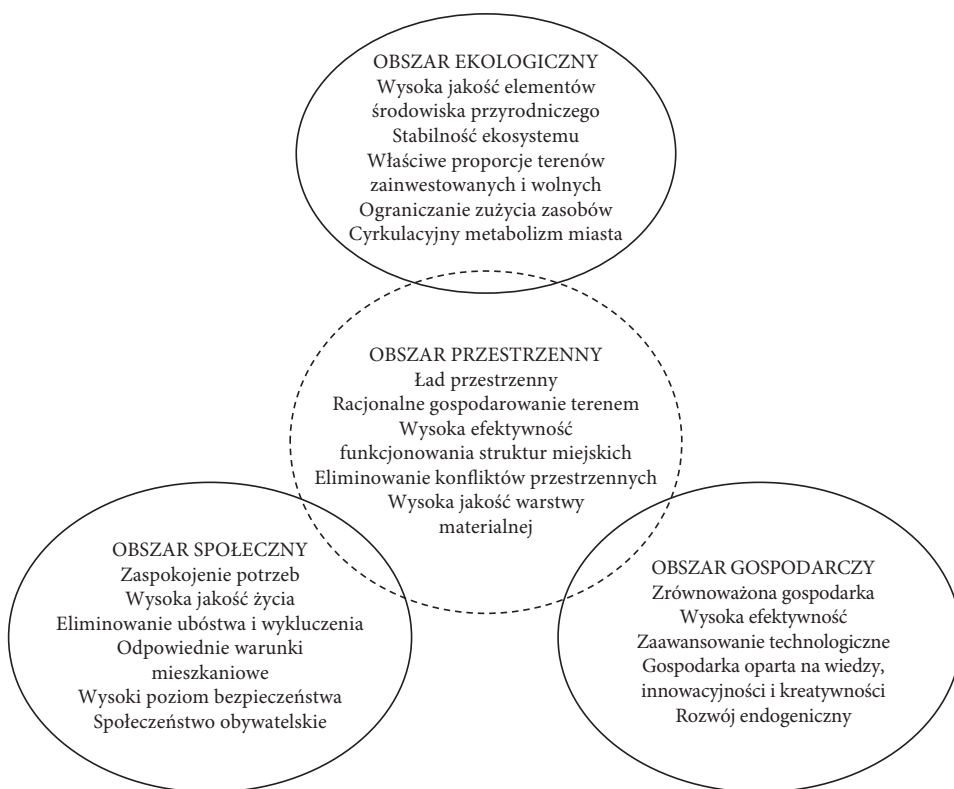 OBSZAR EKOLOGICZNY
Wysoka jakość elementów
środowiska przyrodniczego
Stabilność ekosystemu
Właściwe proporcje terenów
zainwestowanych i wolnych
Ograniczanie zużycia zasobów
Cyrkulacyjny metabolizm miasta
OBSZAR PRZESTRZENNY
Ład przestrzenny
Racjonalne gospodarowanie terenem
Wysoka efektywność
funkcjonowania struktur miejskich
Eliminowanie konfliktów przestrzennych
Wysoka jakość warstwy
materialnej
OBSZAR SPOŁECZNY
Zaspokojenie potrzeb
Wysoka jakość życia
Eliminowanie ubóstwa i wykluczenia
Odpowiednie warunki
mieszkaniowe
Wysoki poziom bezpieczeństwa
Społeczeństwo obywatelskie
OBSZAR GOSPODARCZY
Zrównoważona gospodarka
Wysoka efektywność
Zaawansowanie technologiczne
Gospodarka oparta na wiedzy,
innowacyjności i kreatywności
Rozwój endogeniczny